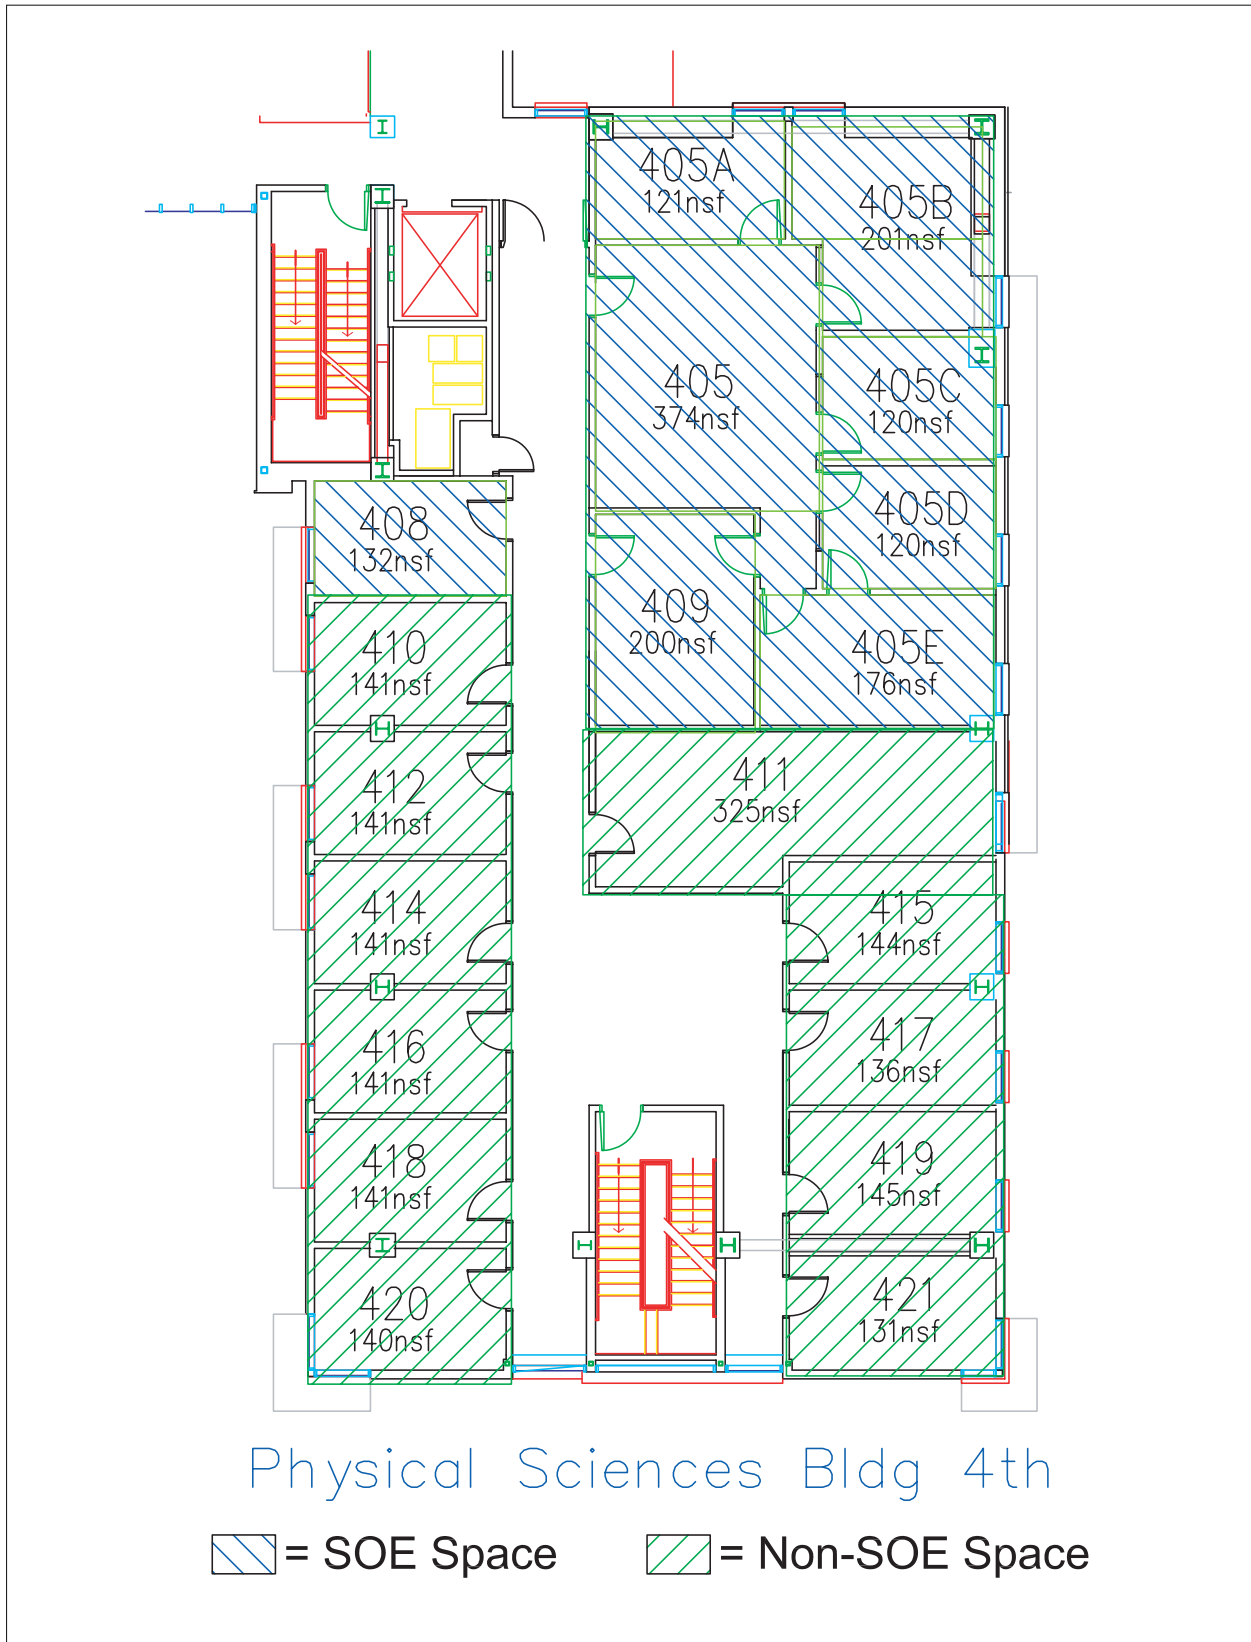 405A
121nsf
405B
201nsf
405
374nsf
405C
120nsf
405D
120nsf
408
132nsf
409
200nsf
405E
176nsf
410
141nsf
411
325nsf
412
141nsf
414
141nsf
415
144nsf
416
141nsf
417
136nsf
418
141nsf
419
145nsf
420
140nsf
421
131nsf
Physical Sciences Bldg 4th
= SOE Space
= Non-SOE Space